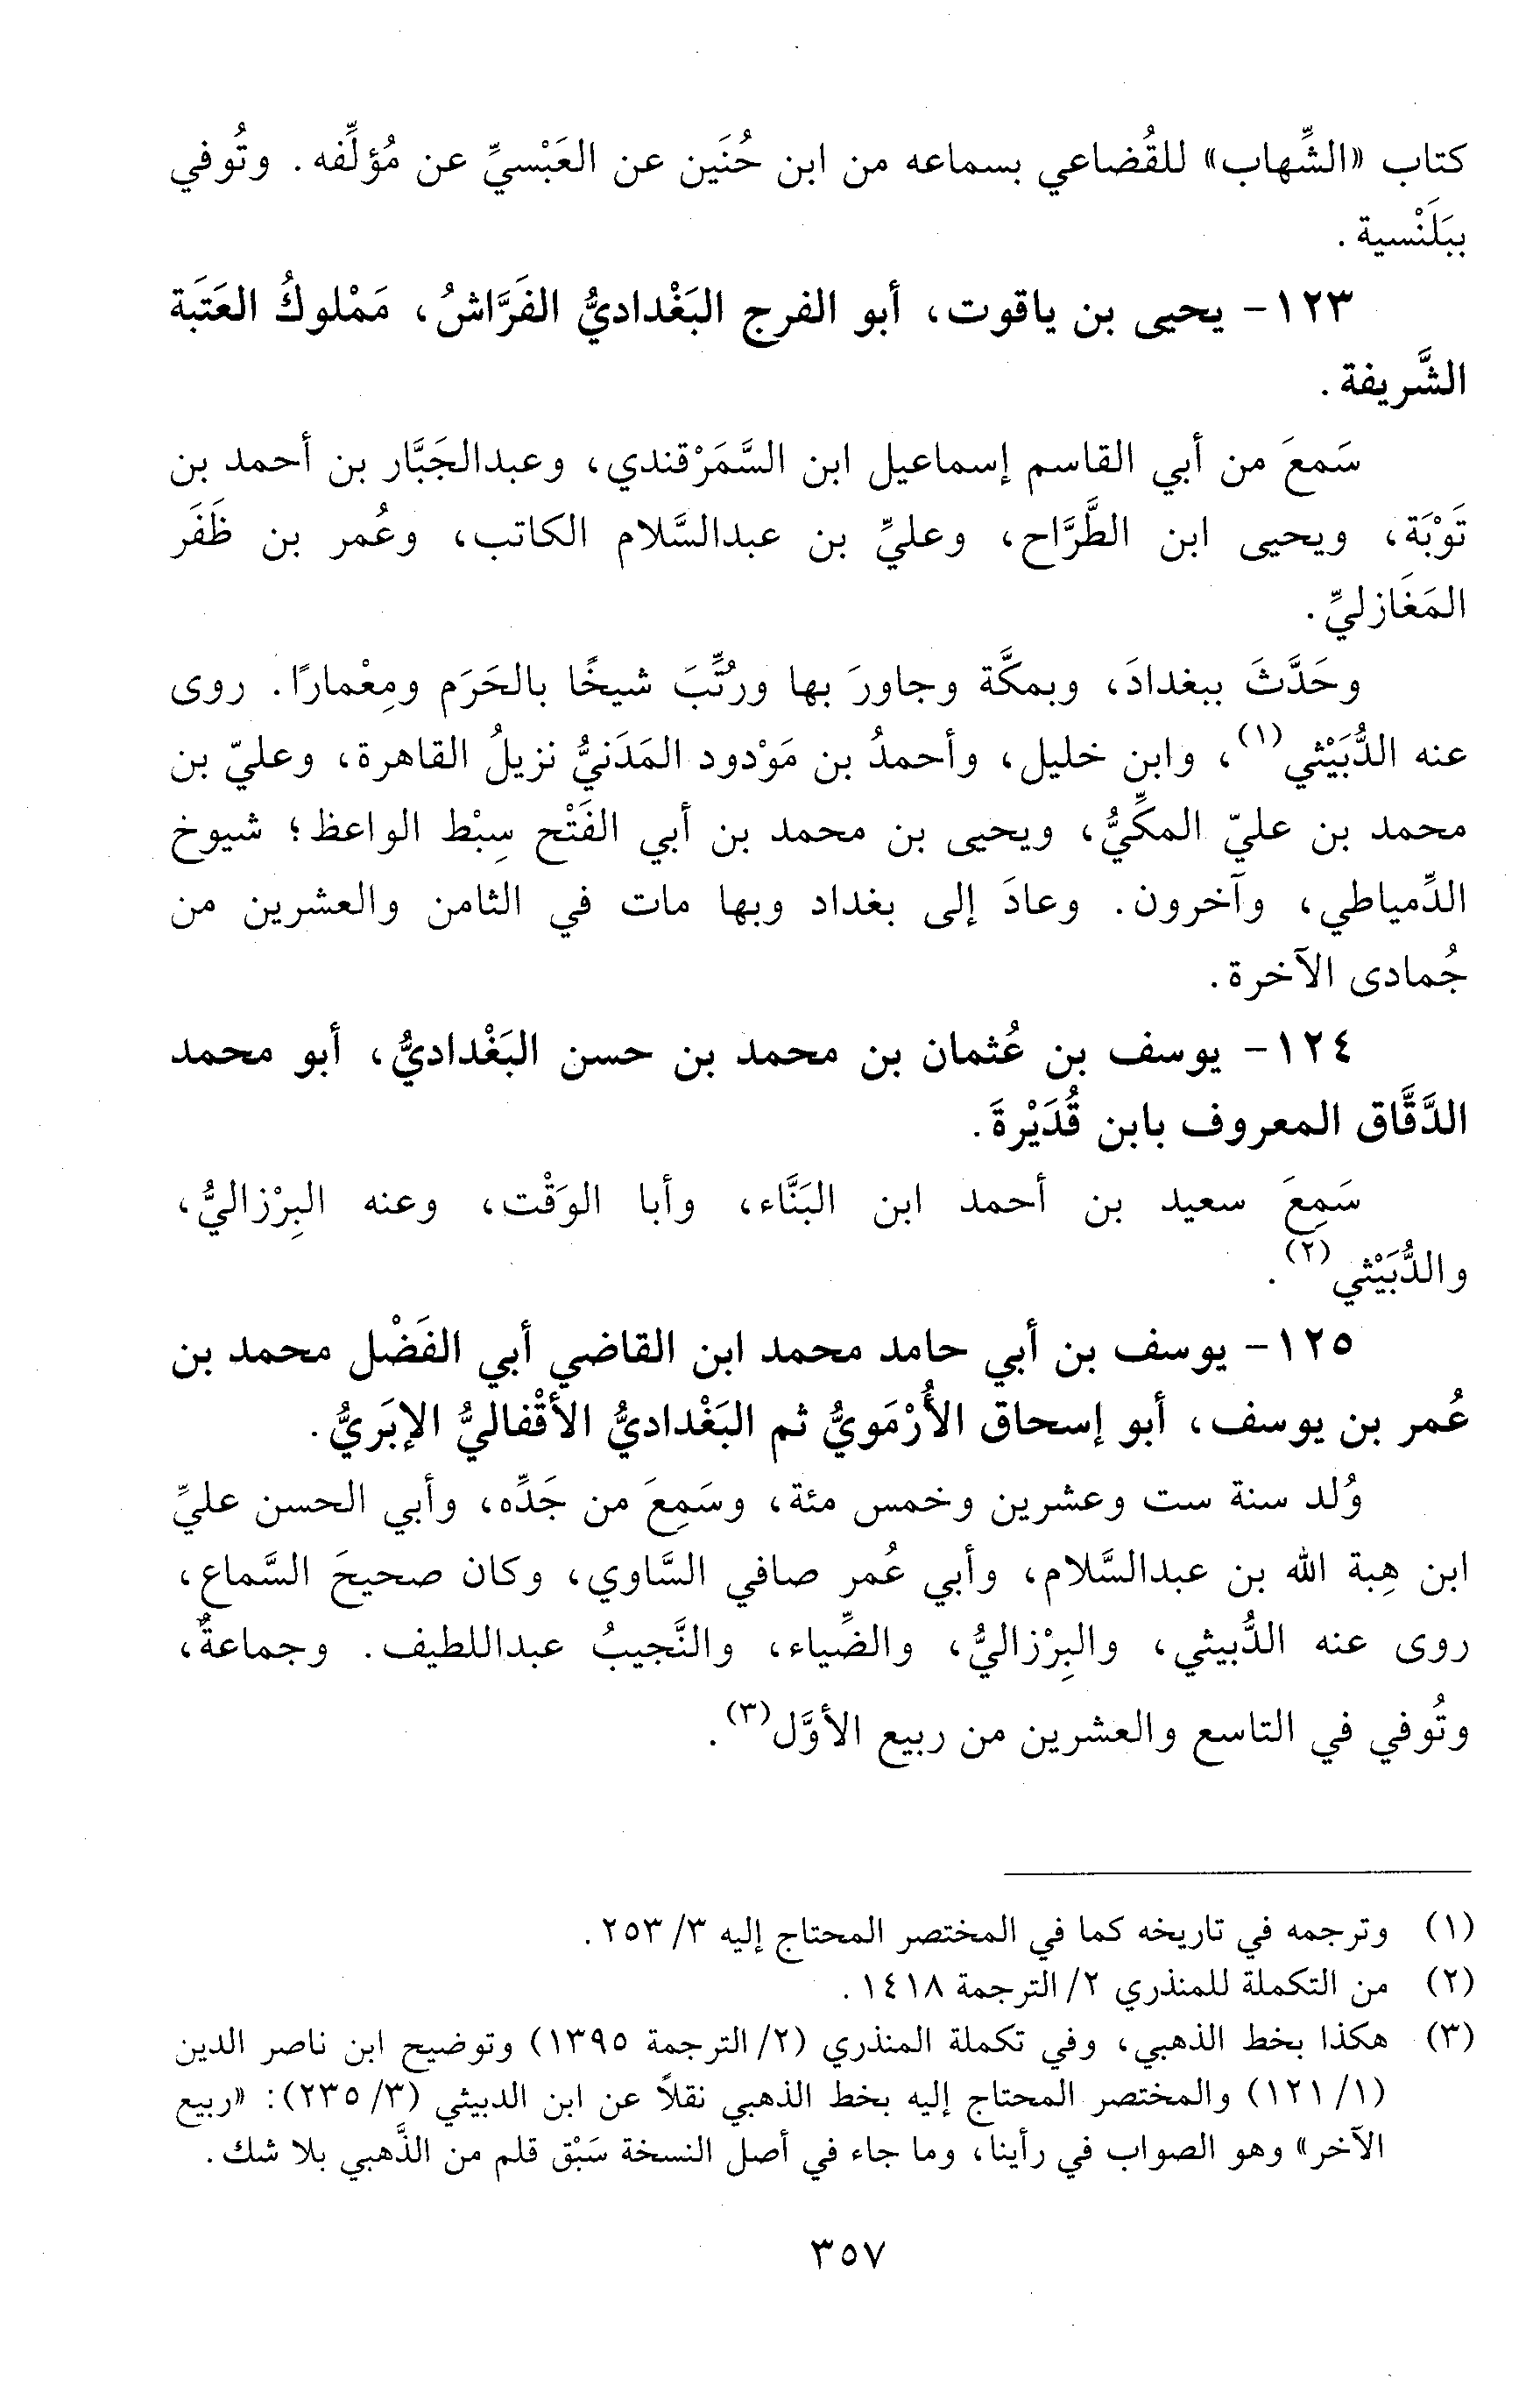 كتاب «الشِّهاب» للقُضاعي بسماعه من ابن حُنَين عن العَبْسيِّ عن مُؤلِّفه. وتُوفي
ببَلَنْسية.
١٢٣- يحيى بن ياقوت، أبو الفرج البَغْداديُّ الفَرَّاشُ، مَمْلوكُ العَتَبة
الشَّريفة.
سَمعَ من أبي القاسم إسماعيل ابن السَّمَرْقندي، وعبدالجَبَّار بن أحمد بن
تَوْبَة، ويحيى ابن الطَّرَّاح، وعليِّ بن عبدالسَّلام الكاتب، وعُمر بن ظَفَر
المَغَازليِّ.
وحَدَّثَ ببغدادَ، وبمكَّة وجاورَ بها ورُتِّبَ شيخًا بالحَرَم ومِعْمارًا. روى
عنه الدُّبَيْثي(١)، وابن خليل، وأحمدُ بن مَوْدود المَدَنيُّ نزيلُ القاهرة، وعليّ بن
محمد بن عليّ المكِّيُّ، ويحيى بن محمد بن أبي الفَتْح سِبْط الواعظ؛ شيوخ
الدِّمياطي، وآخرون. وعادَ إلى بغداد وبها مات في الثامن والعشرين من
جُمادى الآخرة.
١٢٤- يوسف بن عُثمان بن محمد بن حسن البَغْداديُّ، أبو محمد
الدَّقَّاق المعروف بابن قُدَيْرةَ.
سَمِعَ سعيد بن أحمد ابن البَنَّاء، وأبا الوَقْت، وعنه البِرْزاليُّ،
والدُّبَيْثي(٢).
١٢٥- يوسف بن أبي حامد محمد ابن القاضي أبي الفَضْل محمد بن
عُمر بن يوسف، أبو إسحاق الأُرْمَويُّ ثم البَغْداديُّ الأقْفاليُّ الإبَريُّ.
وُلد سنة ست وعشرين وخمس مئة، وسَمِعَ من جَدِّه، وأبي الحسن عليِّ
ابن هِبة الله بن عبدالسَّلام، وأبي عُمر صافي السَّاوي، وكان صحيحَ السَّماع،
روى عنه الدُّبيثي، والبِرْزاليُّ، والضِّياء، والنَّجيبُ عبداللطيف. وجماعةٌ،
وتُوفي في التاسع والعشرين من ربيع الأوَّل(٣).
(١) وترجمه في تاريخه كما في المختصر المحتاج إليه ٣/ ٢٥٣.
(٢) من التكملة للمنذري ٢/ الترجمة ١٤١٨.
(٣) هكذا بخط الذهبي، وفي تكملة المنذري (٢/ الترجمة ١٣٩٥) وتوضيح ابن ناصر الدين
(١/ ١٢١) والمختصر المحتاج إليه بخط الذهبي نقلاً عن ابن الدبيثي (٣/ ٢٣٥): «ربيع
الآخر» وهو الصواب في رأينا، وما جاء في أصل النسخة سَبْق قلم من الذَّهبي بلا شك.
٣٥٧